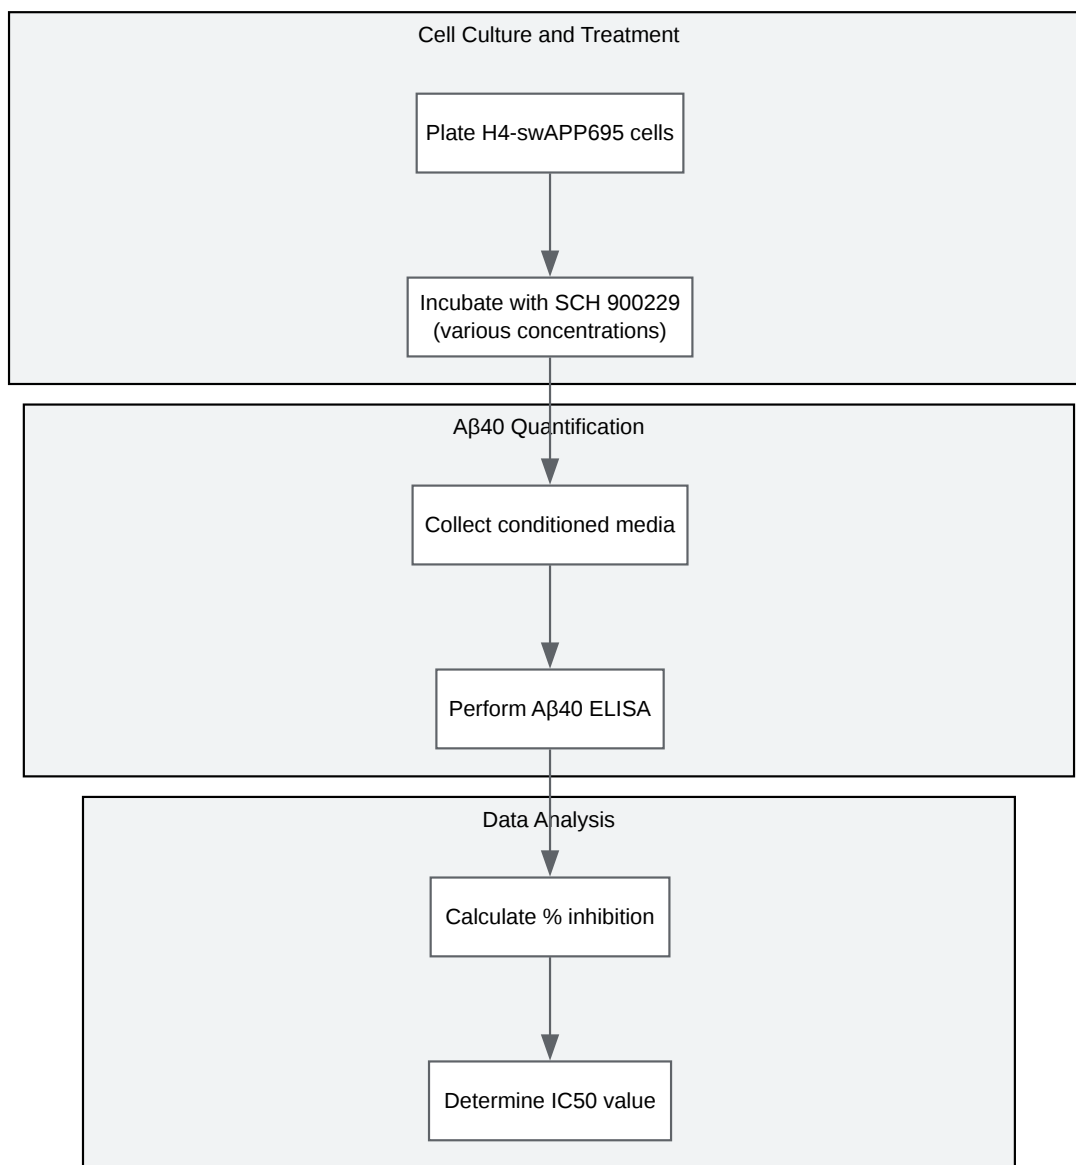 Cell Culture and Treatment
Plate H4-swAPP695 cells
Incubate with SCH 900229
(various concentrations)
Aβ40 Quantification
Collect conditioned media
Perform Aβ40 ELISA
Data Analysis
Calculate % inhibition
Determine IC50 value